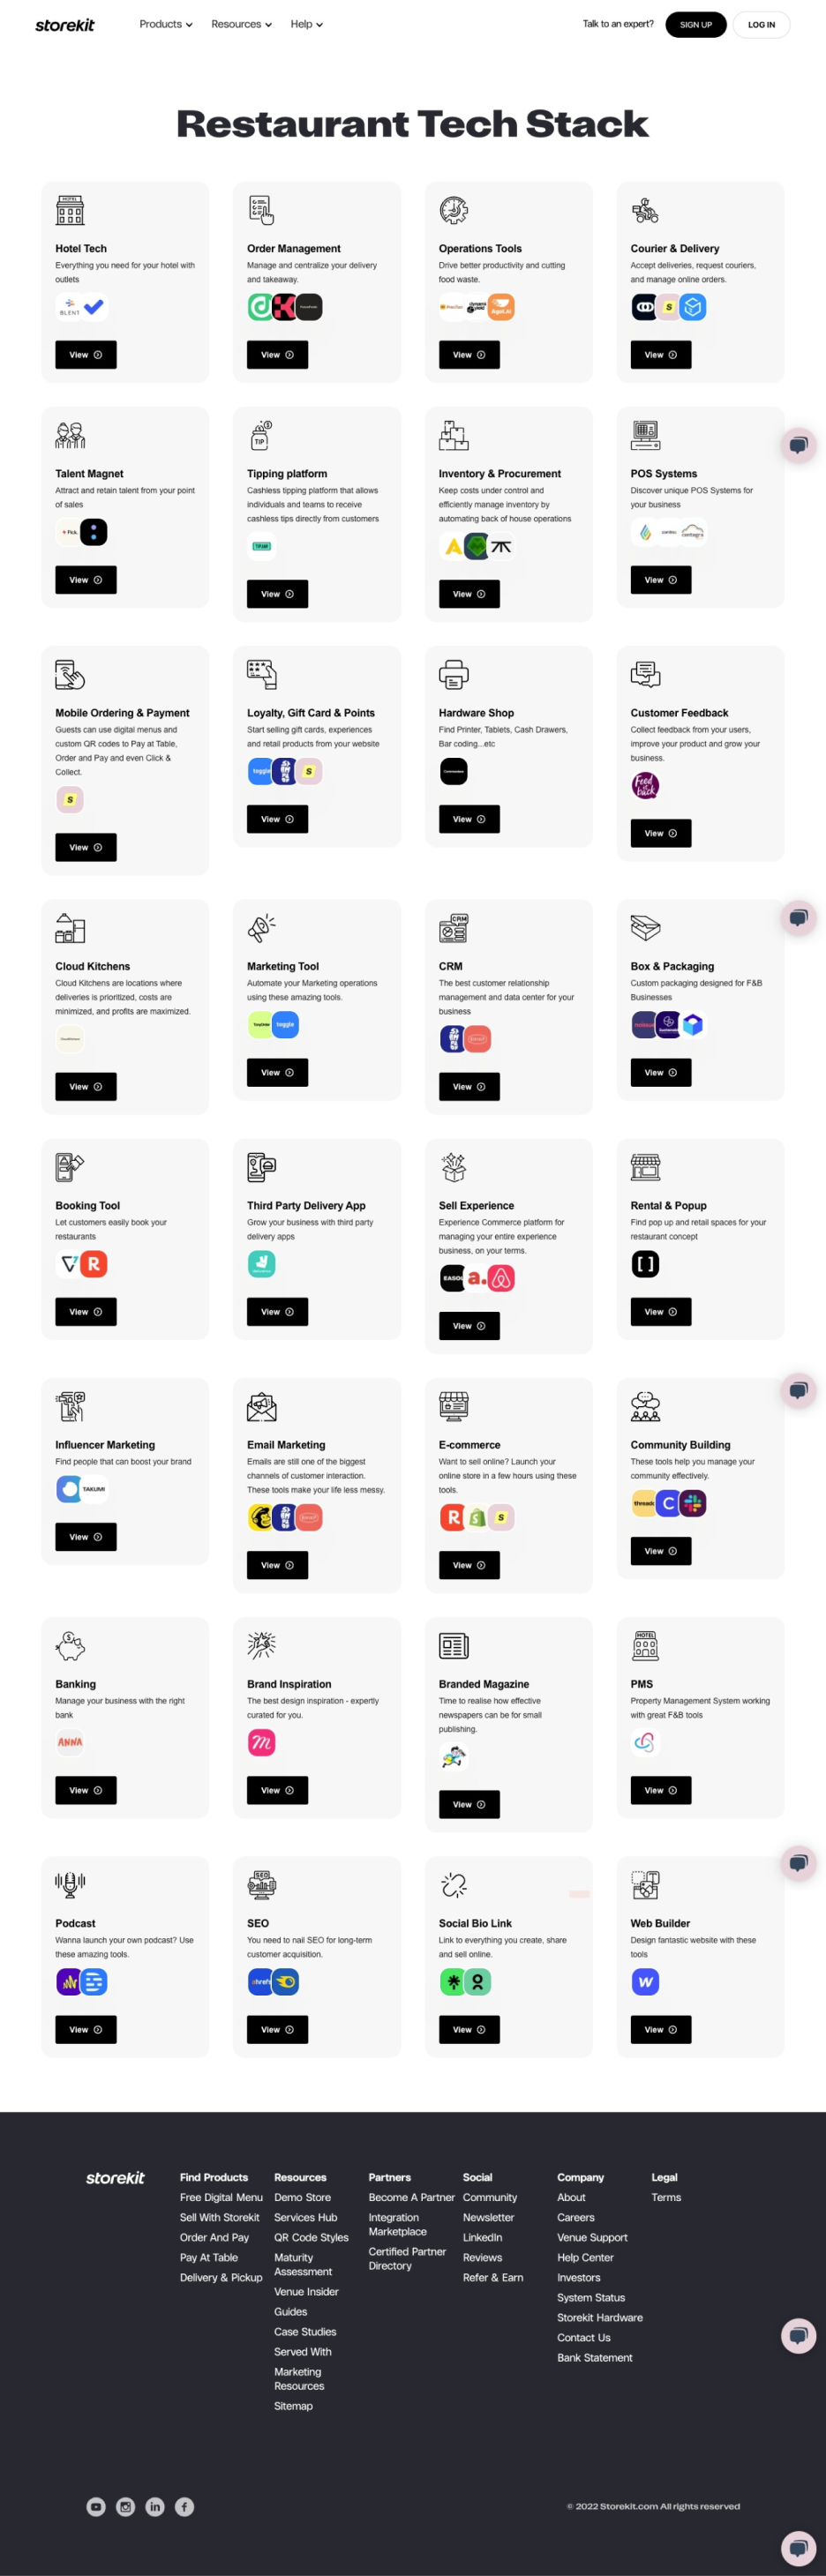 storekit
Products
Resources
Help
Talk to an expert?
SIGN UP
LOG IN
Restaurant Tech Stack
HOTEL
Hotel Tech
Everything you need for your hotel with
outlets
BLENT
View
Order Management
Manage and centralize your delivery
and takeaway.
View
Operations Tools
Drive better productivity and cutting
food waste.
View
Courier & Delivery
Accept deliveries, request couriers,
and manage online orders.
S
View
Talent Magnet
Attract and retain talent from your point
of sales
View
TIP
Tipping platform
Cashless tipping platform that allows
individuals and teams to receive
cashless tips directly from customers
View
Inventory & Procurement
Keep costs under control and
efficiently manage inventory by
automating back of house operations
View
POS Systems
Discover unique POS Systems for
your business
View
Mobile Ordering & Payment
Guests can use digital menus and
custom QR codes to Pay at Table,
Order and Pay and even Click &
Collect.
S
View
Loyalty, Gift Card & Points
Start selling gift cards, experiences
and retail products from your website
toggle
S
View
Hardware Shop
Find Printer, Tablets, Cash Drawers,
Bar coding...etc
View
Customer Feedback
Collect feedback from your users,
improve your product and grow your
business.
Feed it back
View
Cloud Kitchens
Cloud Kitchens are locations where
deliveries is prioritized, costs are
minimized, and profits are maximized.
View
Marketing Tool
Automate your Marketing operations
using these amazing tools.
toggle
View
CRM
CRM
The best customer relationship
management and data center for your
business
View
Box & Packaging
Custom packaging designed for F&B
Businesses
View
Booking Tool
Let customers easily book your
restaurants
R
View
Third Party Delivery App
Grow your business with third party
delivery apps
View
Sell Experience
Experience Commerce platform for
managing your entire experience
business, on your terms.
a.
View
Rental & Popup
Find pop up and retail spaces for your
restaurant concept
View
Influencer Marketing
Find people that can boost your brand
TAKUMI
View
Email Marketing
Emails are still one of the biggest
channels of customer interaction.
These tools make your life less messy.
View
E-commerce
Want to sell online? Launch your
online store in a few hours using these
tools.
R
S
View
Community Building
These tools help you manage your
community effectively.
threads
C
View
Banking
Manage your business with the right
bank
ANNA
View
Brand Inspiration
The best design inspiration - expertly
curated for you.
m
View
Branded Magazine
Time to realise how effective
newspapers can be for small
publishing.
View
HOTEL
PMS
Property Management System working
with great F&B tools
View
Podcast
Wanna launch your own podcast? Use
these amazing tools.
View
SEO
SEO
You need to nail SEO for long-term
customer acquisition.
ahrefs
View
Social Bio Link
Link to everything you create, share
and sell online.
View
Web Builder
Design fantastic website with these
tools
W
View
storekit
Find Products
Free Digital Menu
Sell With Storekit
Order And Pay
Pay At Table
Delivery & Pickup
Resources
Demo Store
Services Hub
QR Code Styles
Maturity
Assessment
Venue Insider
Guides
Case Studies
Served With
Marketing
Resources
Sitemap
Partners
Become A Partner
Integration
Marketplace
Certified Partner
Directory
Social
Community
Newsletter
LinkedIn
Reviews
Refer & Earn
Company
About
Careers
Venue Support
Help Center
Investors
System Status
Storekit Hardware
Contact Us
Bank Statement
Legal
Terms
© 2022 Storekit.com All rights reserved